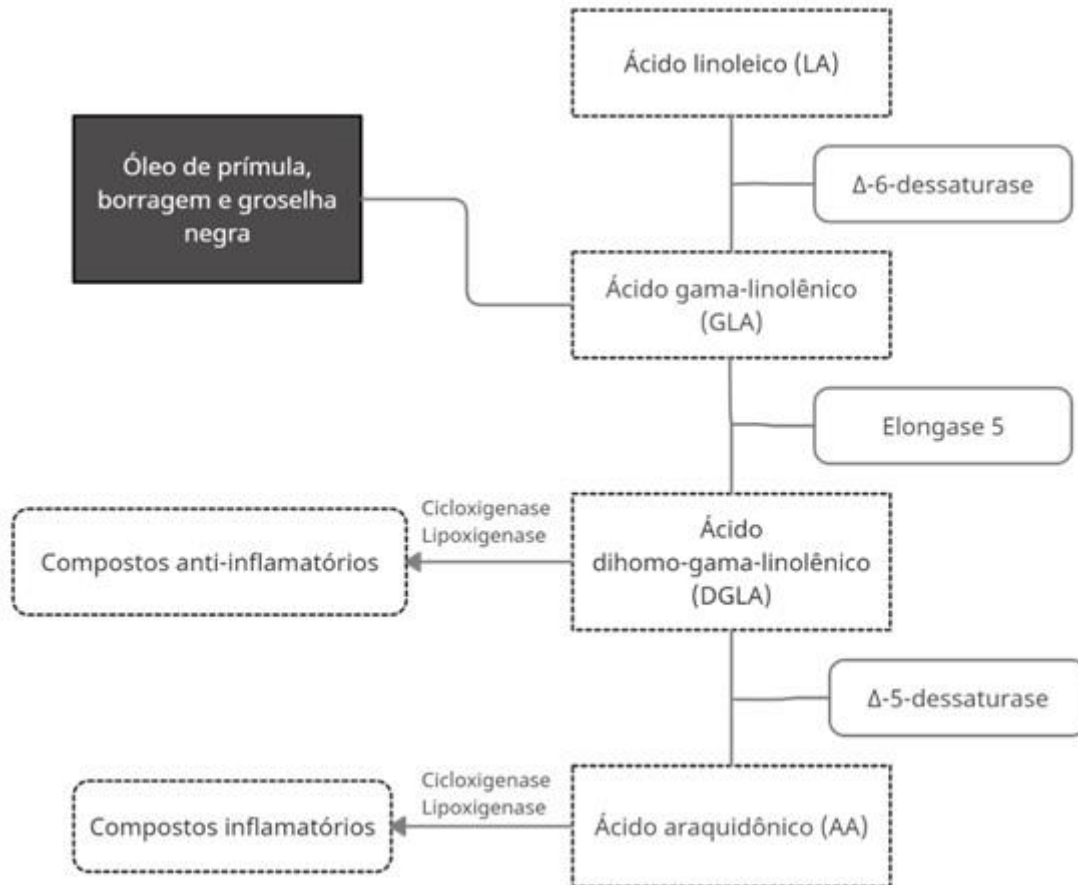 Ácido linoleico (LA)
Óleo de prímula,
borragem e groselha
negra
Δ-6-dessaturase
Ácido gama-linolênico
(GLA)
Elongase 5
Cicloxigenase
Lipoxigenase
Compostos anti-inflamatórios
Ácido
dihomo-gama-linolênico
(DGLA)
Δ-5-dessaturase
Cicloxigenase
Lipoxigenase
Compostos inflamatórios
Ácido araquidônico (AA)